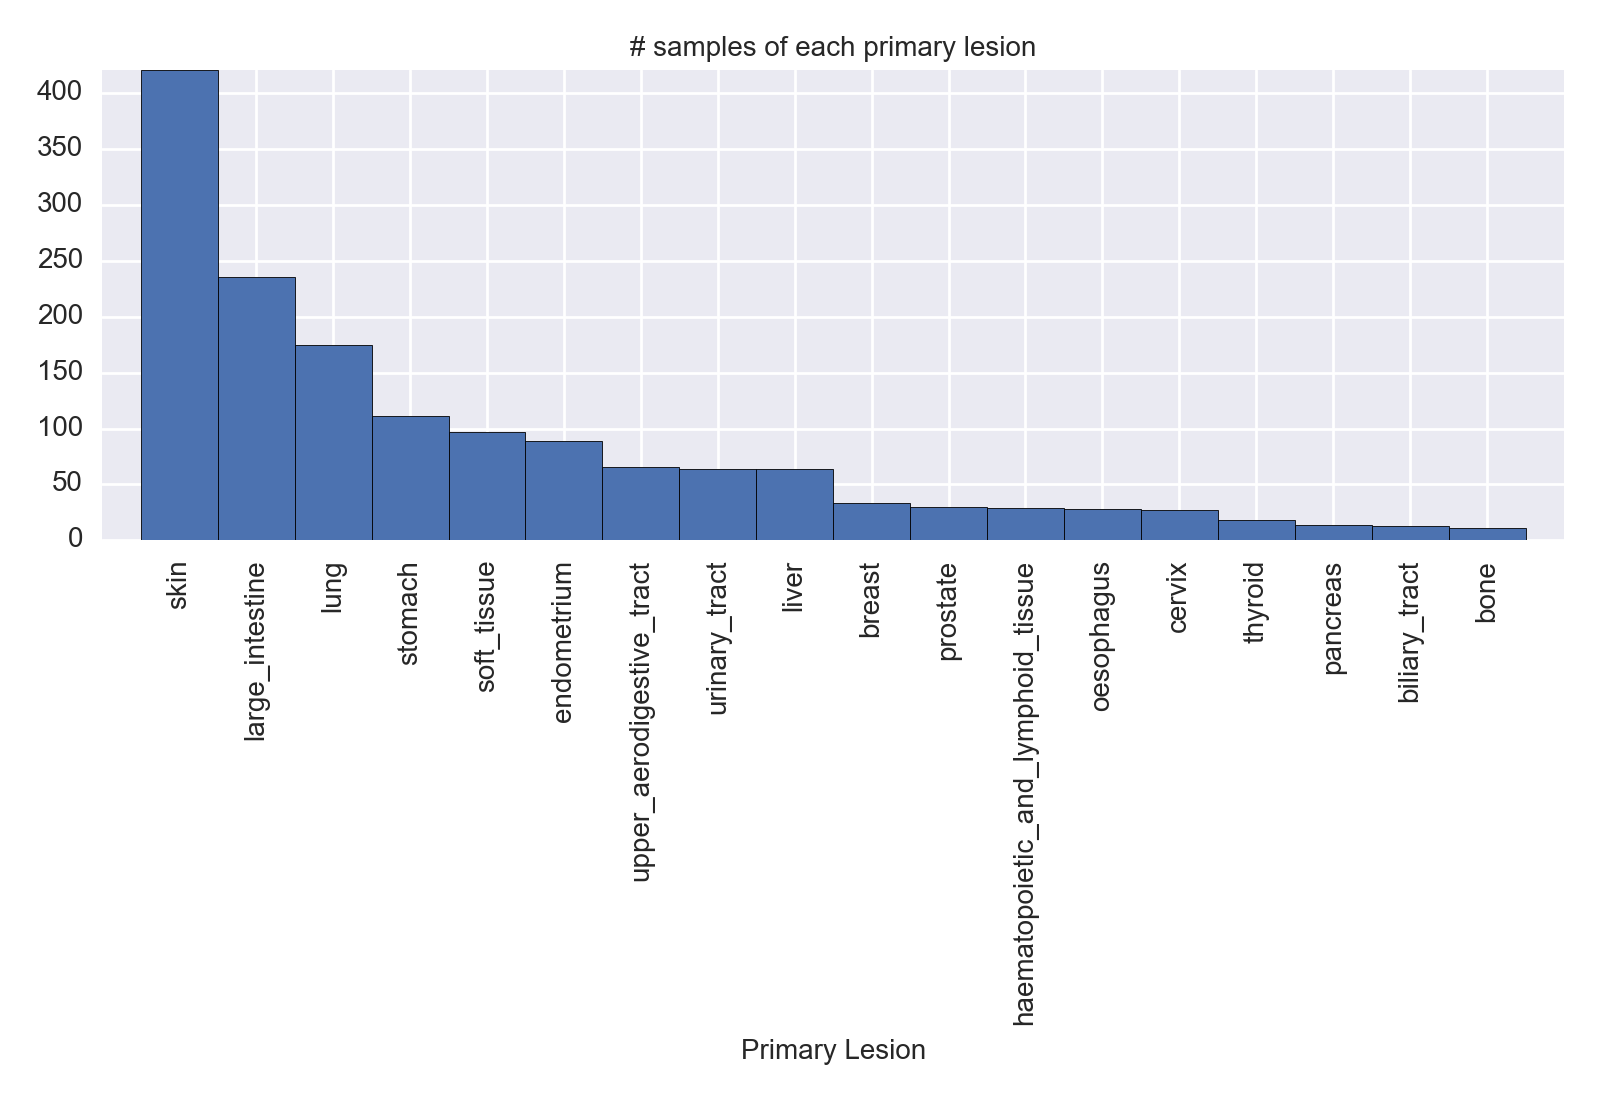 # samples of each primary lesion
400
350
300
250
200
150
100
50
0
skin
large_intestine
lung
stomach
soft_tissue
endometrium
upper_aerodigestive_tract
urinary_tract
liver
breast
prostate
haematopoietic_and_lymphoid_tissue
oesophagus
cervix
thyroid
pancreas
biliary_tract
bone
Primary Lesion